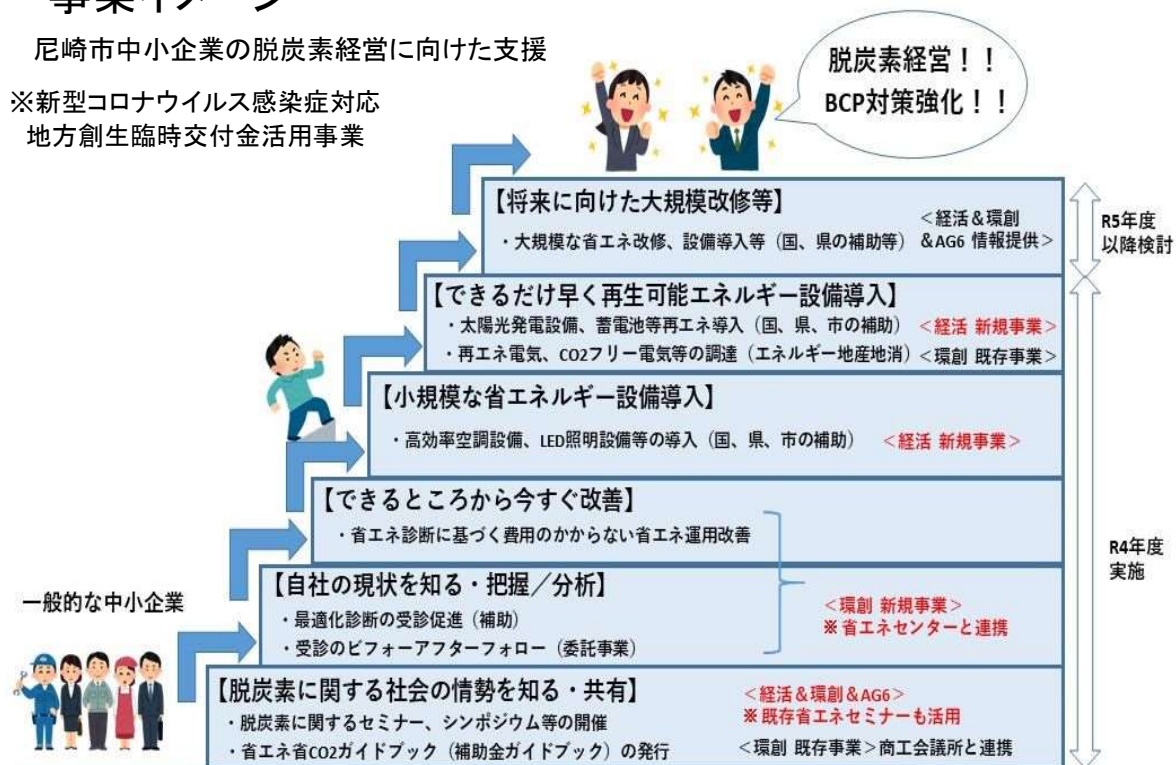 事業イメージ
尼崎市中小企業の脱炭素経営に向けた支援
※新型コロナウイルス感染症対応
地方創生臨時交付金活用事業
脱炭素経営！！
BCP対策強化！！
【将来に向けた大規模改修等】
・大規模な省エネ改修、設備導入等（国、県の補助等）
＜経活＆環創
＆AG6 情報提供＞
R5年度
以降検討
【できるだけ早く再生可能エネルギー設備導入】
・太陽光発電設備、蓄電池等再エネ導入（国、県、市の補助）＜経活 新規事業＞
・再エネ電気、CO2フリー電気等の調達（エネルギー地産地消）＜環創 既存事業＞
【小規模な省エネルギー設備導入】
・高効率空調設備、LED照明設備等の導入（国、県、市の補助）＜経活 新規事業＞
【できるところから今すぐ改善】
・省エネ診断に基づく費用のかからない省エネ運用改善
R4年度
実施
一般的な中小企業
【自社の現状を知る・把握／分析】
・最適化診断の受診促進（補助）
・受診のビフォーアフターフォロー（委託事業）
＜環創 新規事業＞
※省エネセンターと連携
【脱炭素に関する社会の情勢を知る・共有】
・脱炭素に関するセミナー、シンポジウム等の開催
＜経活＆環創＆AG6＞
※既存省エネセミナーも活用
・省エネ省CO2ガイドブック（補助金ガイドブック）の発行
＜環創 既存事業＞商工会議所と連携